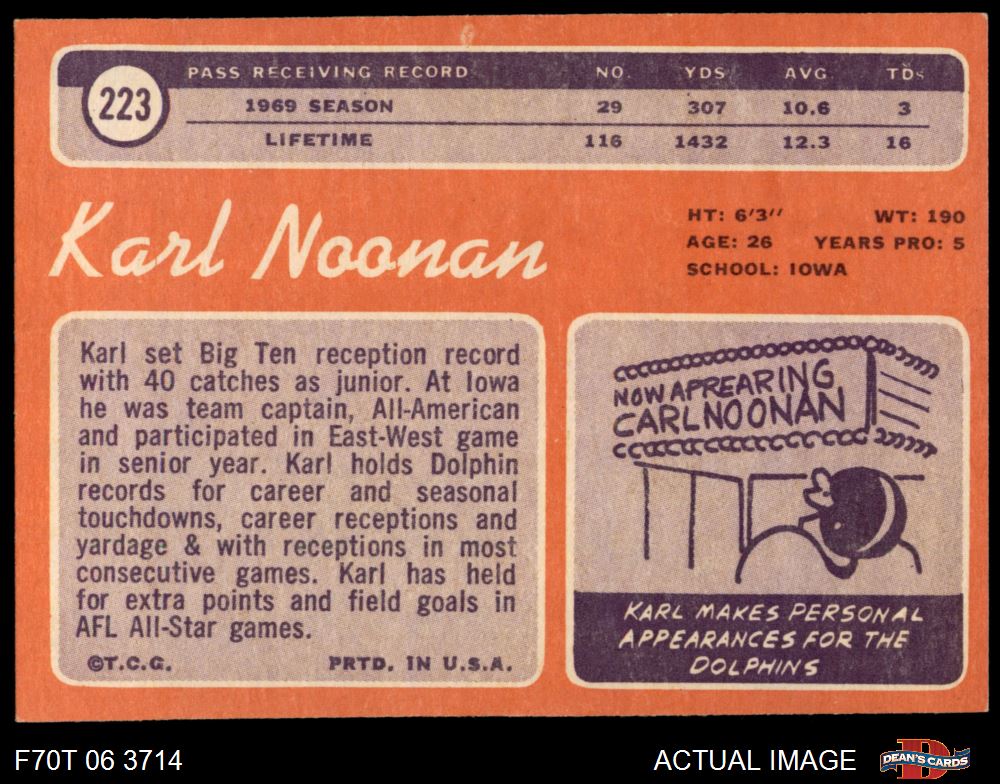 223
PASS RECEIVING RECORD NO. YDS AVG. TDs
1969 SEASON 29 307 10.6 3
LIFETIME 116 1432 12.3 16
Karl Noonan
HT: 6'3" WT: 190
AGE: 26 YEARS PRO: 5
SCHOOL: IOWA
Karl set Big Ten reception record
with 40 catches as junior. At Iowa
he was team captain, All-American
and participated in East-West game
in senior year. Karl holds Dolphin
records for career and seasonal
touchdowns, career receptions and
yardage & with receptions in most
consecutive games. Karl has held
for extra points and field goals in
AFL All-Star games.
©T.C.G. PRTD. IN U.S.A.
NOW APREARING
CARL NOONAN
KARL MAKES PERSONAL
APPEARANCES FOR THE
DOLPHINS
F70T 06 3714 ACTUAL IMAGE
DEAN'S CARDS